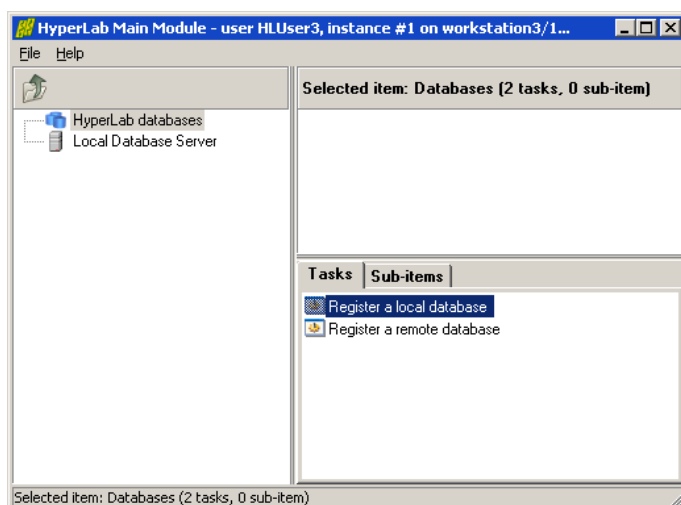 HyperLab Main Module - user HLUser3, instance #1 on workstation3/1...
File Help
Selected item: Databases (2 tasks, 0 sub-item)
HyperLab databases
Local Database Server
Tasks Sub-items
Register a local database
Register a remote database
Selected item: Databases (2 tasks, 0 sub-item)